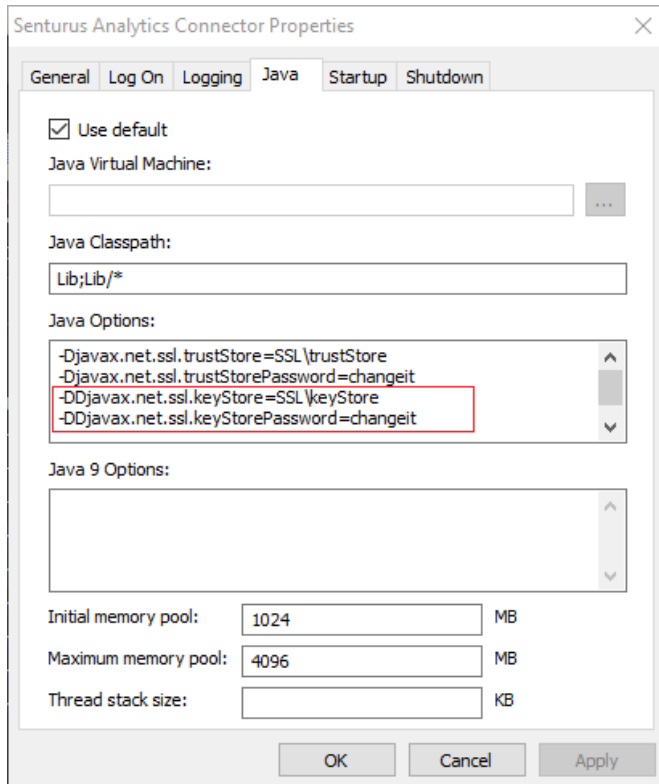 Senturus Analytics Connector Properties
General Log On Logging Java Startup Shutdown
Use default
Java Virtual Machine:
...
Java Classpath:
Lib;Lib/*
Java Options:
-Djavax.net.ssl.trustStore=SSL\trustStore
-Djavax.net.ssl.trustStorePassword=changeit
-DDjavax.net.ssl.keyStore=SSL\keyStore
-DDjavax.net.ssl.keyStorePassword=changeit
Java 9 Options:
Initial memory pool: 1024 MB
Maximum memory pool: 4096 MB
Thread stack size: KB
OK Cancel Apply